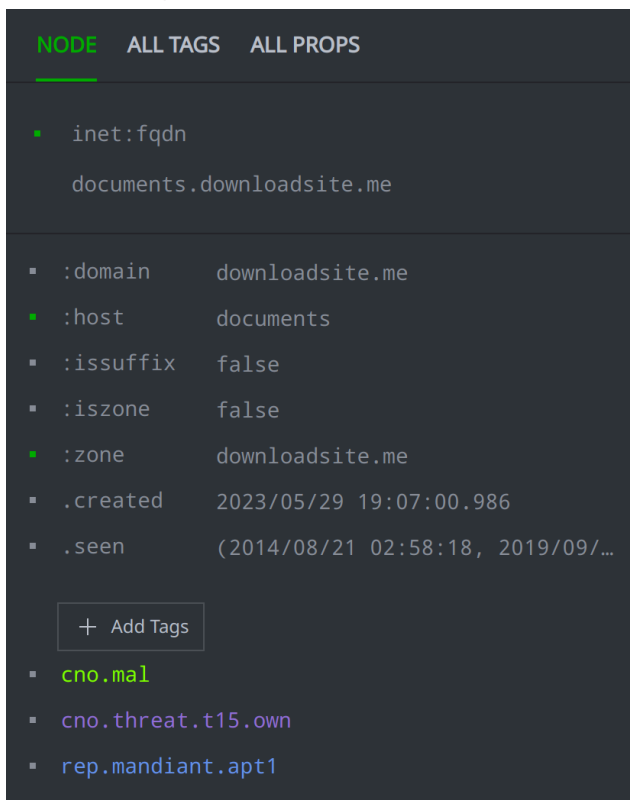 NODE ALL TAGS ALL PROPS
inet:fqdn
documents.downloadsite.me
:domain downloadsite.me
:host documents
:issuffix false
:iszone false
:zone downloadsite.me
.created 2023/05/29 19:07:00.986
.seen (2014/08/21 02:58:18, 2019/09/…
+ Add Tags
cno.mal
cno.threat.t15.own
rep.mandiant.apt1